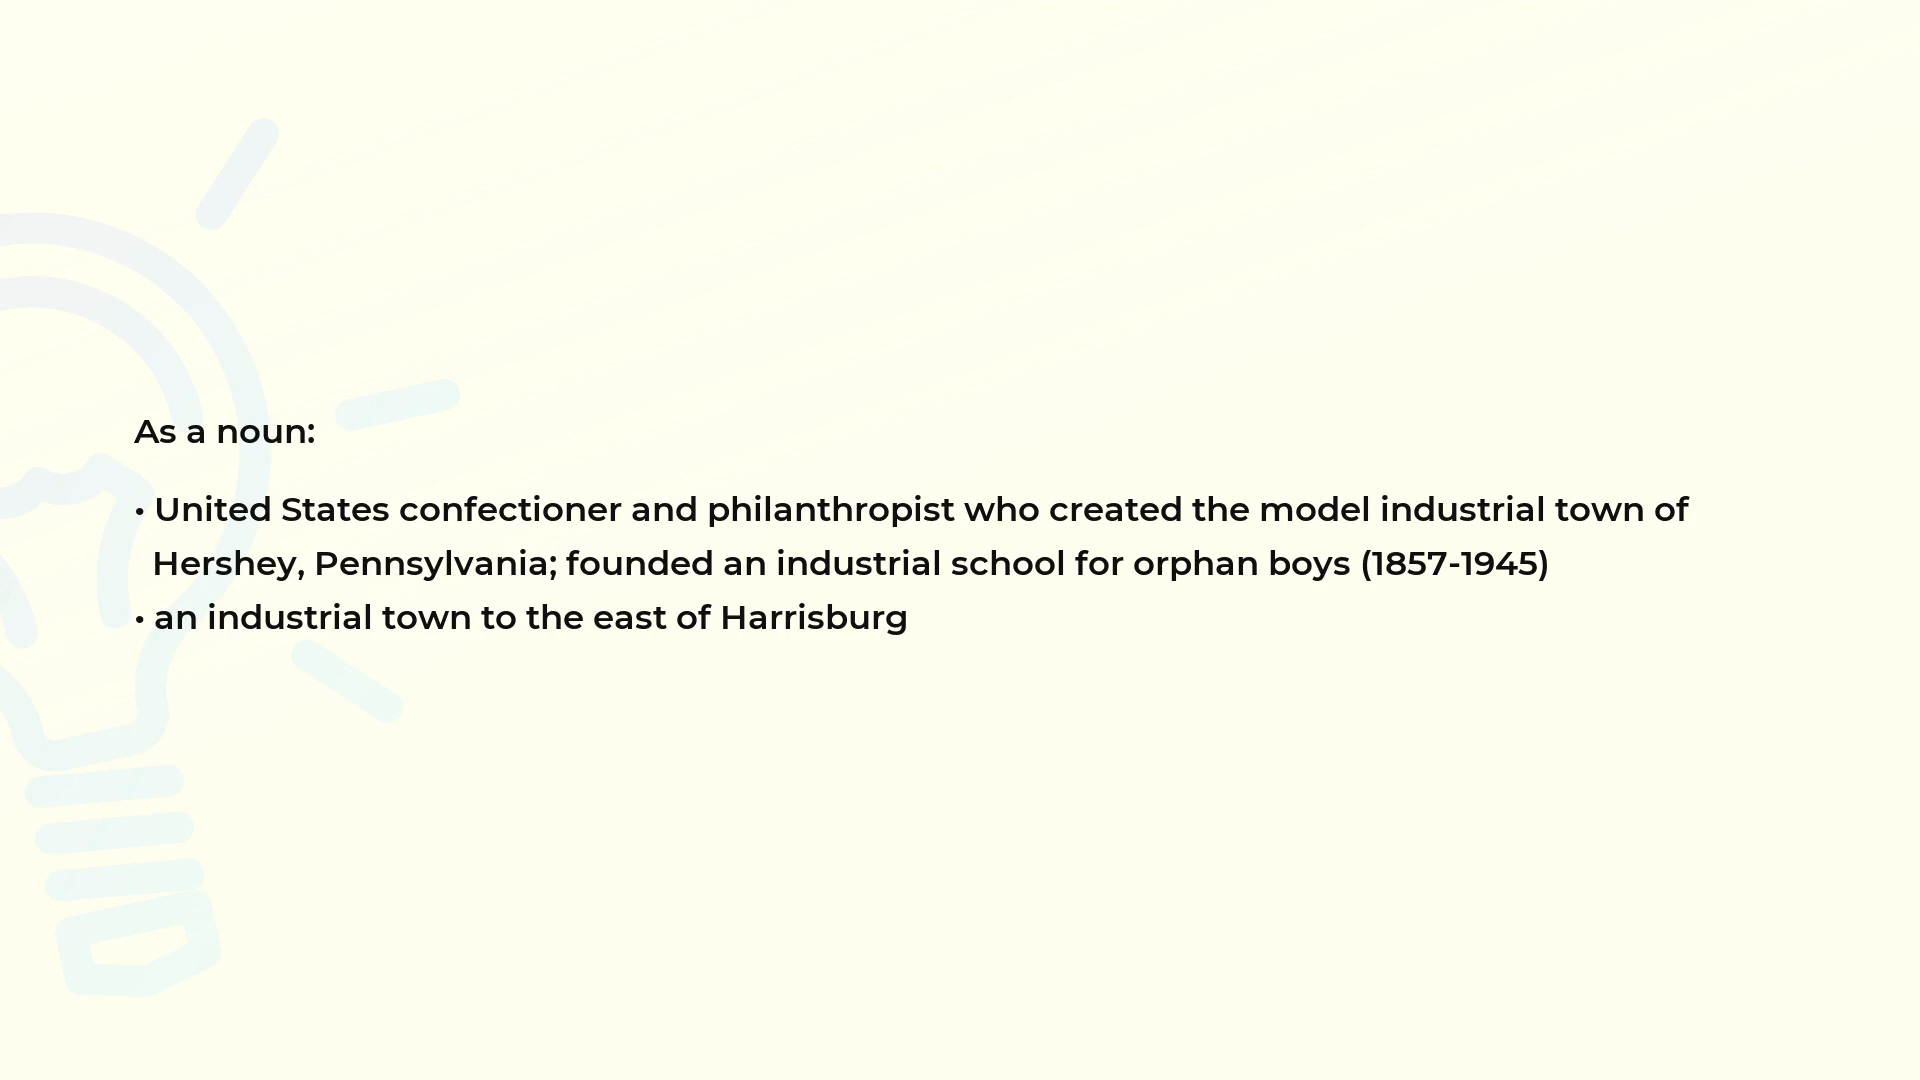 As a noun:
• United States confectioner and philanthropist who created the model industrial town of
Hershey, Pennsylvania; founded an industrial school for orphan boys (1857-1945)
• an industrial town to the east of Harrisburg